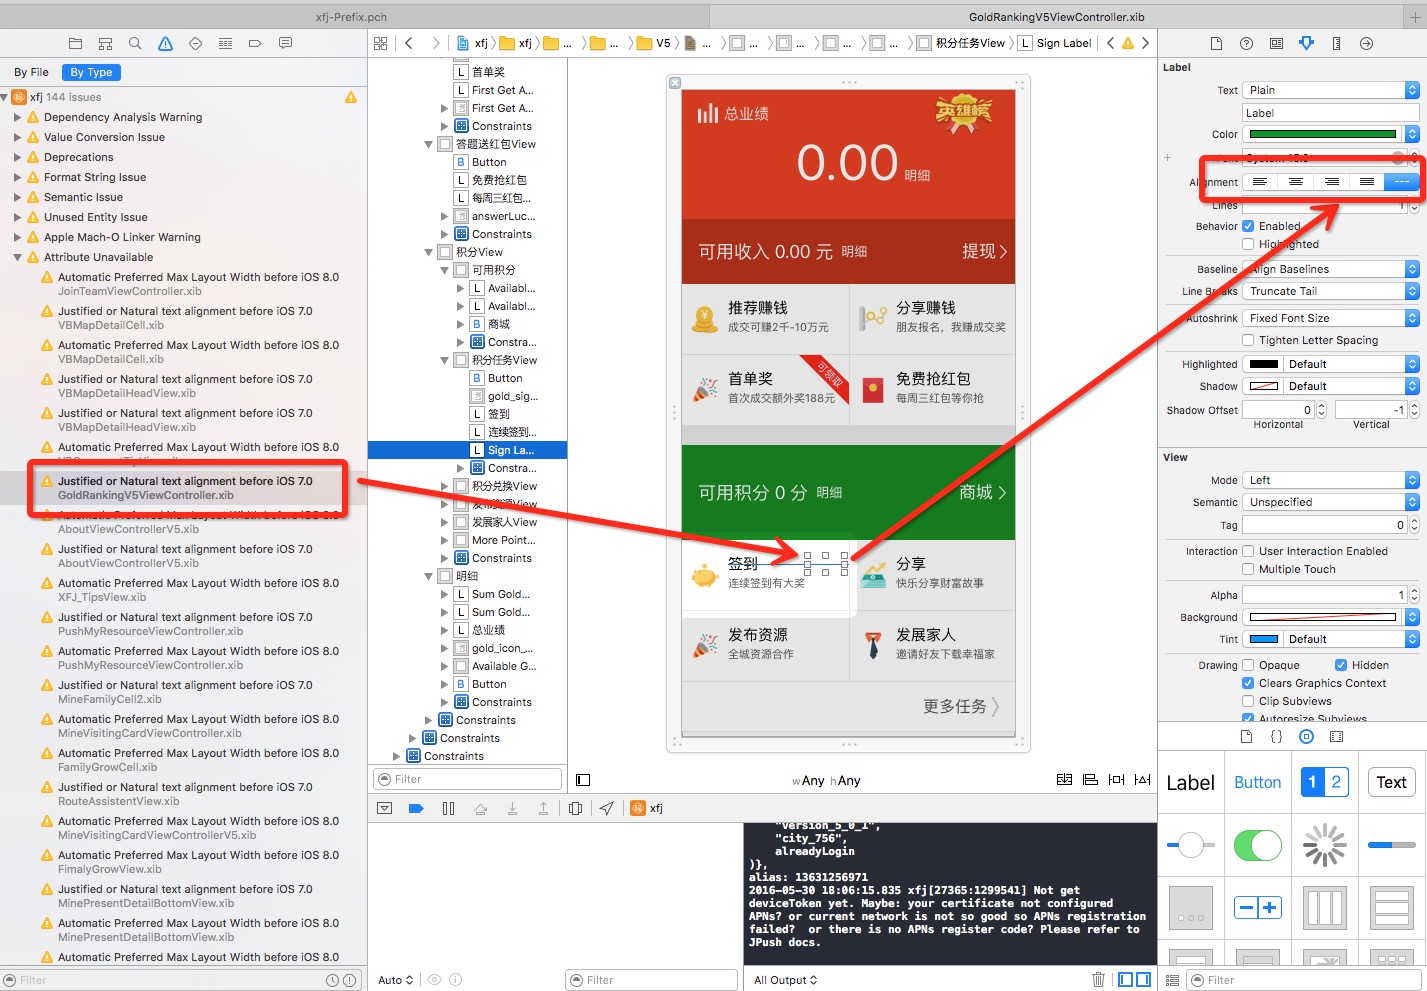 xfj-Prefix.pch
GoldRankingV5ViewController.xib
xfj
xfj
...
...
V5
...
...
...
...
...
积分任务View
L Sign Label
By File
By Type
xfj 144 issues
Dependency Analysis Warning
Value Conversion Issue
Deprecations
Format String Issue
Semantic Issue
Unused Entity Issue
Apple Mach-O Linker Warning
Attribute Unavailable
Automatic Preferred Max Layout Width before iOS 8.0
JoinTeamViewController.xib
Justified or Natural text alignment before iOS 7.0
VBMapDetailCell.xib
Automatic Preferred Max Layout Width before iOS 8.0
VBMapDetailCell.xib
Justified or Natural text alignment before iOS 7.0
VBMapDetailHeadView.xib
Justified or Natural text alignment before iOS 7.0
VBMapDetailHeadView.xib
Automatic Preferred Max Layout Width before iOS 8.0
Justified or Natural text alignment before iOS 7.0
GoldRankingV5ViewController.xib
Automatic Preferred Max Layout Width before iOS 8.0
AboutViewControllerV5.xib
Justified or Natural text alignment before iOS 7.0
AboutViewControllerV5.xib
Automatic Preferred Max Layout Width before iOS 8.0
XFJ_TipsView.xib
Justified or Natural text alignment before iOS 7.0
PushMyResourceViewController.xib
Automatic Preferred Max Layout Width before iOS 8.0
PushMyResourceViewController.xib
Justified or Natural text alignment before iOS 7.0
MineFamilyCell2.xib
Automatic Preferred Max Layout Width before iOS 8.0
MineVisitingCardViewController.xib
Automatic Preferred Max Layout Width before iOS 8.0
FamilyGrowCell.xib
Justified or Natural text alignment before iOS 7.0
RouteAssistentView.xib
Automatic Preferred Max Layout Width before iOS 8.0
MineVisitingCardViewControllerV5.xib
Automatic Preferred Max Layout Width before iOS 8.0
FimalyGrowView.xib
Justified or Natural text alignment before iOS 7.0
MinePresentDetailBottomView.xib
Automatic Preferred Max Layout Width before iOS 8.0
MinePresentDetailBottomView.xib
Automatic Preferred Max Layout Width before iOS 8.0
Filter
L 首单奖
L First Get A...
First Get A...
Constraints
答题送红包View
B Button
L 免费抢红包
L 每周三红包...
answerLuc...
Constraints
积分View
可用积分
L Availabl...
L Availabl...
B 商城
Constra...
积分任务View
B Button
gold_sig...
L 签到
L 连续签到...
L Sign La...
Constra...
积分兑换View
发布资源View
发展家人View
More Point...
Constraints
明细
L Sum Gold...
L Sum Gold...
L 总业绩
gold_icon_...
Available G...
B Button
Constraints
Constraints
Constraints
Constraints
Filter
总业绩
英雄榜
0.00 明细
可用收入 0.00 元 明细
提现
推荐赚钱
成交可赚2千-10万元
分享赚钱
朋友报名，我赚成交奖
首单奖
首次成交额外奖188元
可领取
免费抢红包
每周三红包等你抢
可用积分 0 分 明细
商城
签到
连续签到有大奖
分享
快乐分享财富故事
发布资源
全城资源合作
发展家人
邀请好友下载幸福家
更多任务
wAny hAny
xfj
"version_5_0_1",
"city_756",
alreadyLogin
)},
alias: 13631256971
2016-05-30 18:06:15.835 xfj[27365:1299541] Not get
deviceToken yet. Maybe: your certificate not configured
APNs? or current network is not so good so APNs registration
failed?  or there is no APNs register code? Please refer to
JPush docs.
Auto
Filter
All Output
Label
Text Plain
Label
Color
Font System 15.0
Alignment
Lines 1
Behavior Enabled
Highlighted
Baseline Align Baselines
Line Breaks Truncate Tail
Autoshrink Fixed Font Size
Tighten Letter Spacing
Highlighted Default
Shadow Default
Shadow Offset 0 -1
Horizontal Vertical
View
Mode Left
Semantic Unspecified
Tag 0
Interaction User Interaction Enabled
Multiple Touch
Alpha 1
Background
Tint Default
Drawing Opaque Hidden
Clears Graphics Context
Clip Subviews
Autoresize Subviews
Label
Button
1 2
Text
Filter